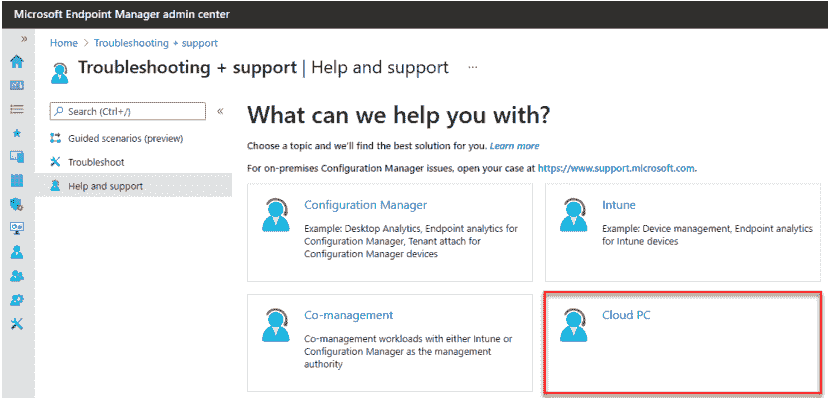 Microsoft Endpoint Manager admin center
»
Home > Troubleshooting + support
Troubleshooting + support | Help and support ...
Search (Ctrl+/) «
Guided scenarios (preview)
Troubleshoot
Help and support
What can we help you with?
Choose a topic and we'll find the best solution for you. Learn more
For on-premises Configuration Manager issues, open your case at https://www.support.microsoft.com.
Configuration Manager
Example: Desktop Analytics, Endpoint analytics for
Configuration Manager, Tenant attach for
Configuration Manager devices
Intune
Example: Device management, Endpoint analytics
for Intune devices
Co-management
Co-management workloads with either Intune or
Configuration Manager as the management
authority
Cloud PC